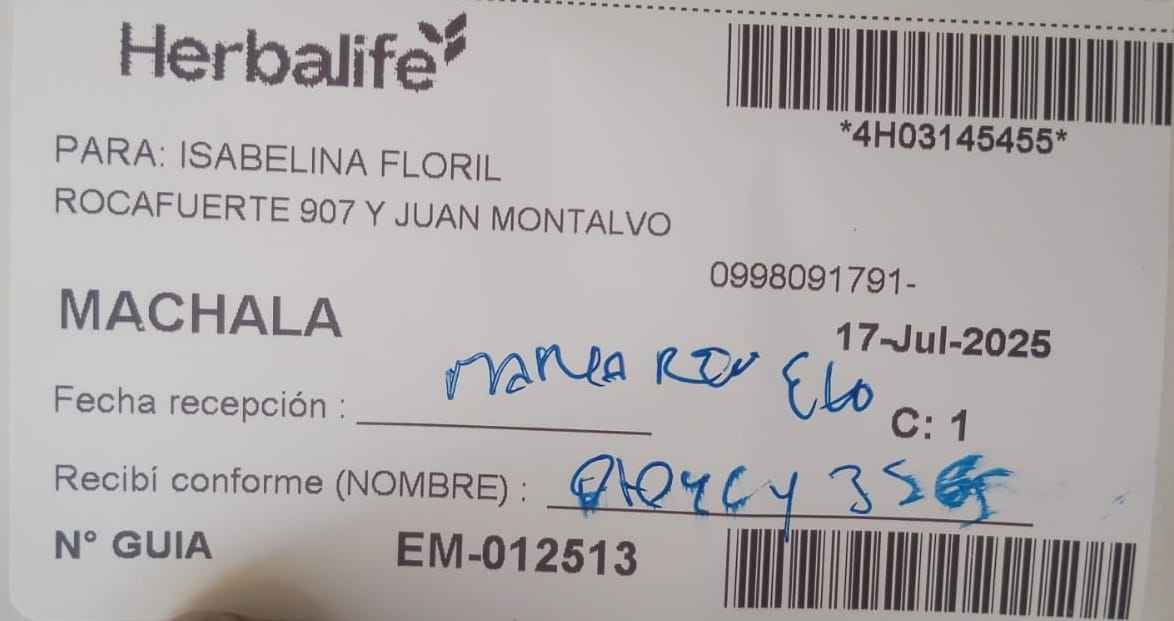 Herbalife
*4H03145455*
PARA: ISABELINA FLORIL
ROCAFUERTE 907 Y JUAN MONTALVO
0998091791-
MACHALA
17-Jul-2025
Fecha recepción :
C: 1
Recibí conforme (NOMBRE) :
N° GUIA EM-012513